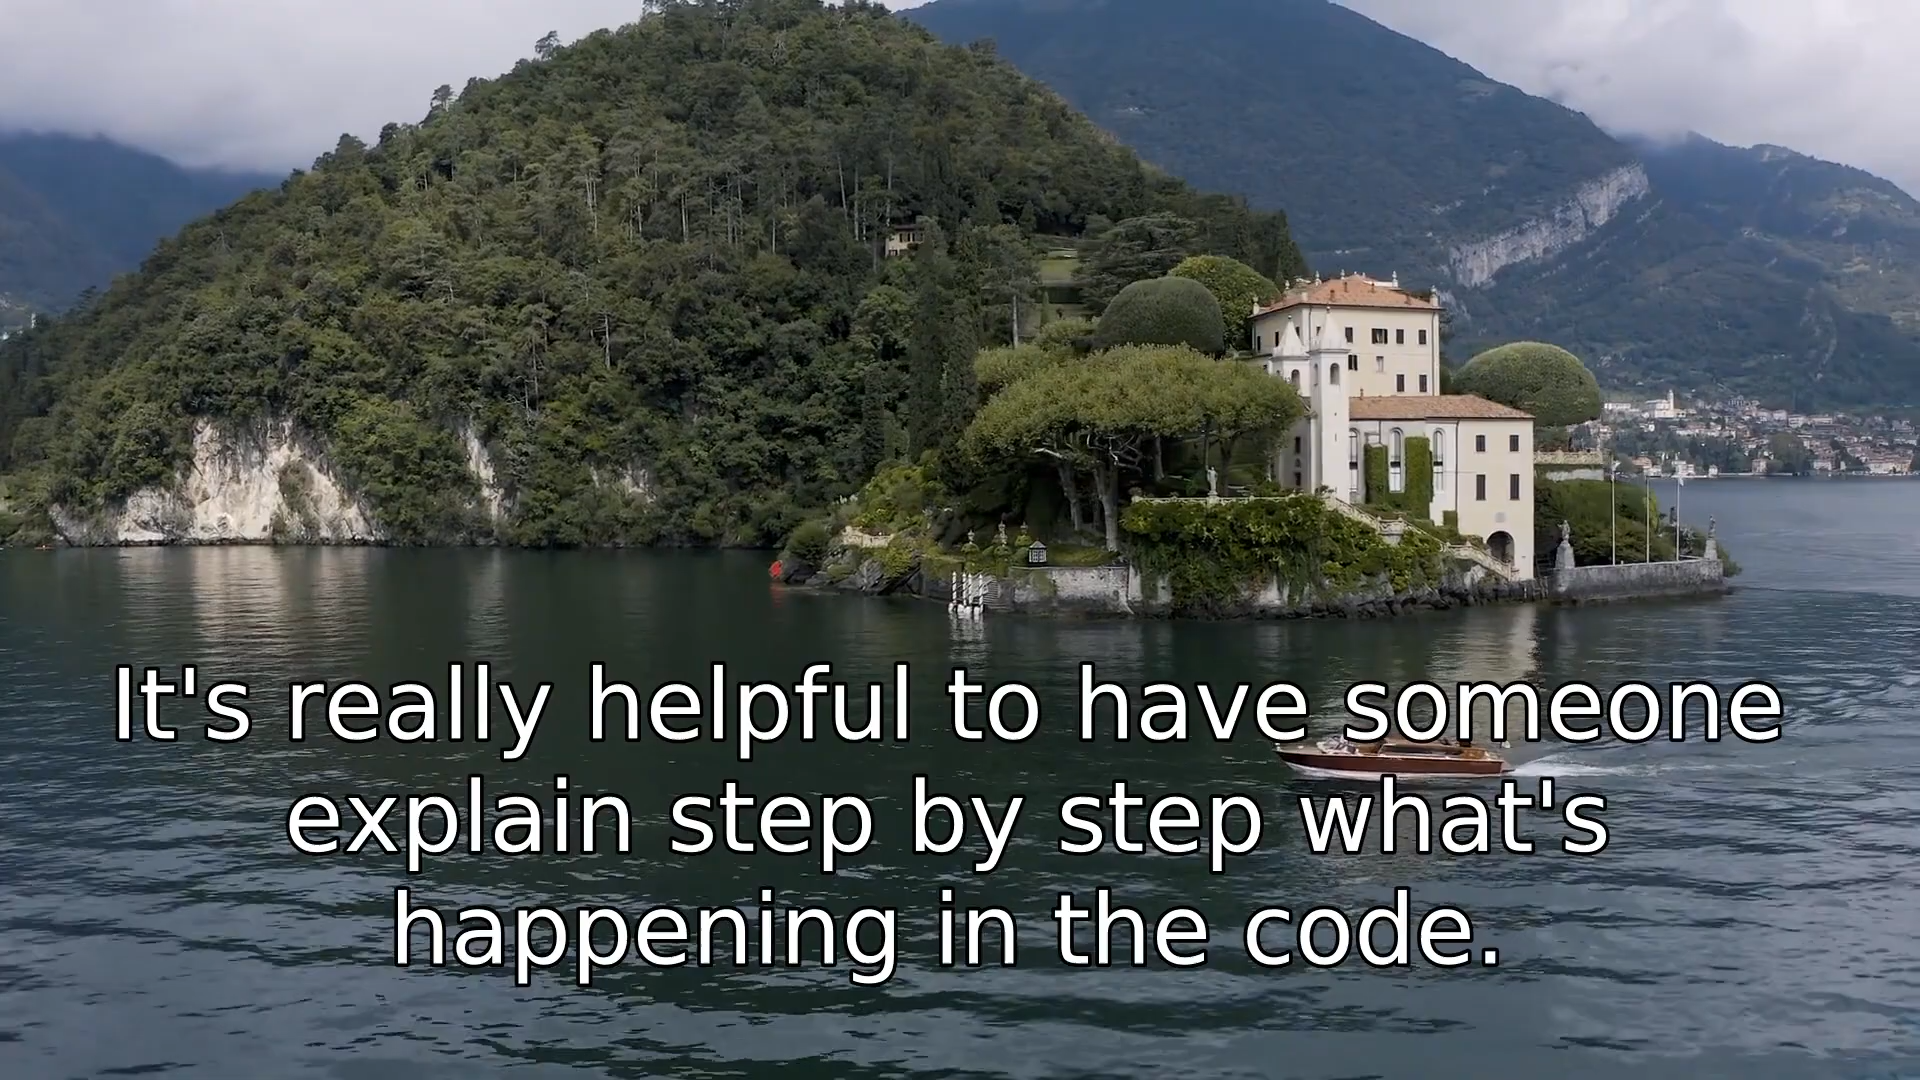 It's really helpful to have someone
explain step by step what's
happening in the code.